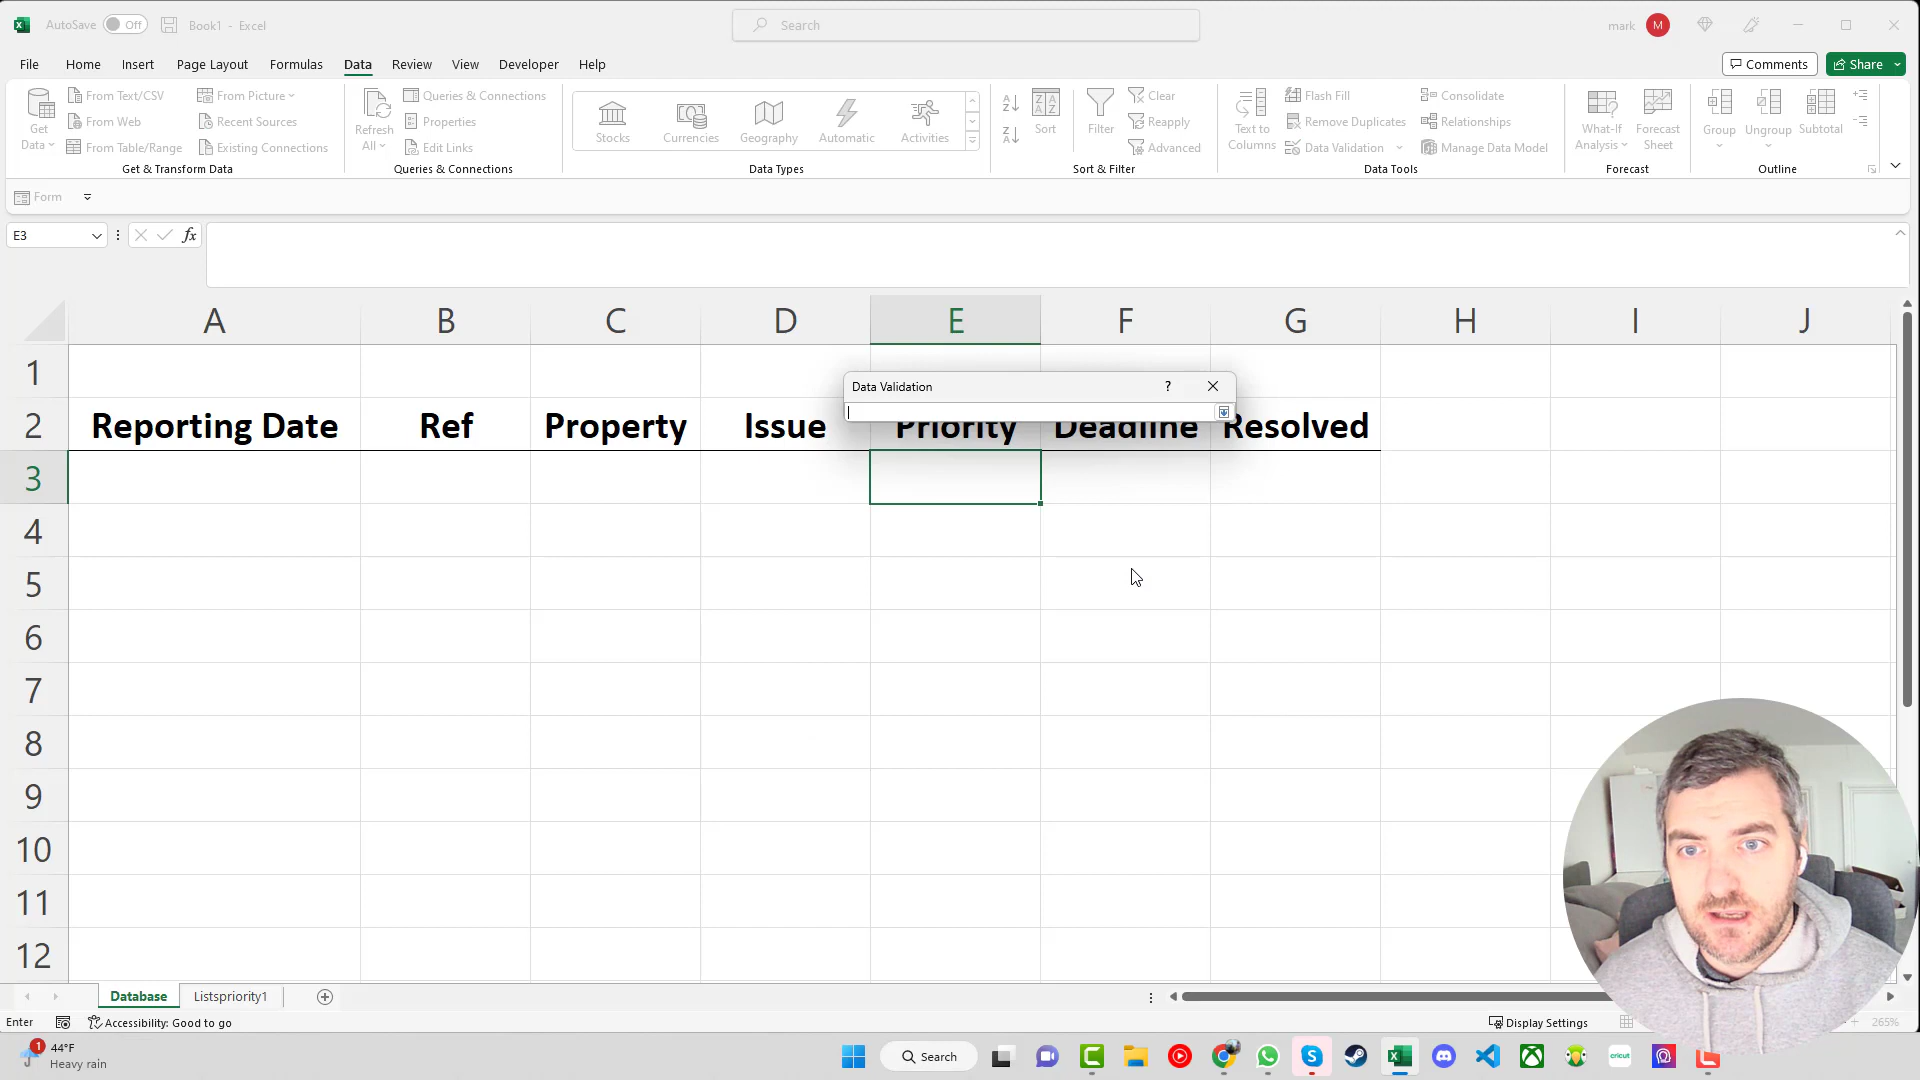 AutoSave Off Book1 - Excel Search mark M
File Home Insert Page Layout Formulas Data Review View Developer Help Comments Share
Get Data
From Text/CSV
From Web
From Table/Range
From Picture
Recent Sources
Existing Connections
Get & Transform Data
Refresh All
Queries & Connections
Properties
Edit Links
Queries & Connections
Stocks Currencies Geography Automatic Activities
Data Types
Sort
Filter
Clear
Reapply
Advanced
Sort & Filter
Text to Columns
Flash Fill
Remove Duplicates
Data Validation
Consolidate
Relationships
Manage Data Model
Data Tools
What-If Analysis
Forecast Sheet
Forecast
Group Ungroup Subtotal
Outline
Form
E3 fx
A B C D E F G H I J
1
Data Validation ?
2 Reporting Date Ref Property Issue Priority Deadline Resolved
3
4
5
6
7
8
9
10
11
12
Database Listspriority1
Enter Accessibility: Good to go Display Settings 265%
1 44°F
Heavy rain
Search
cricut